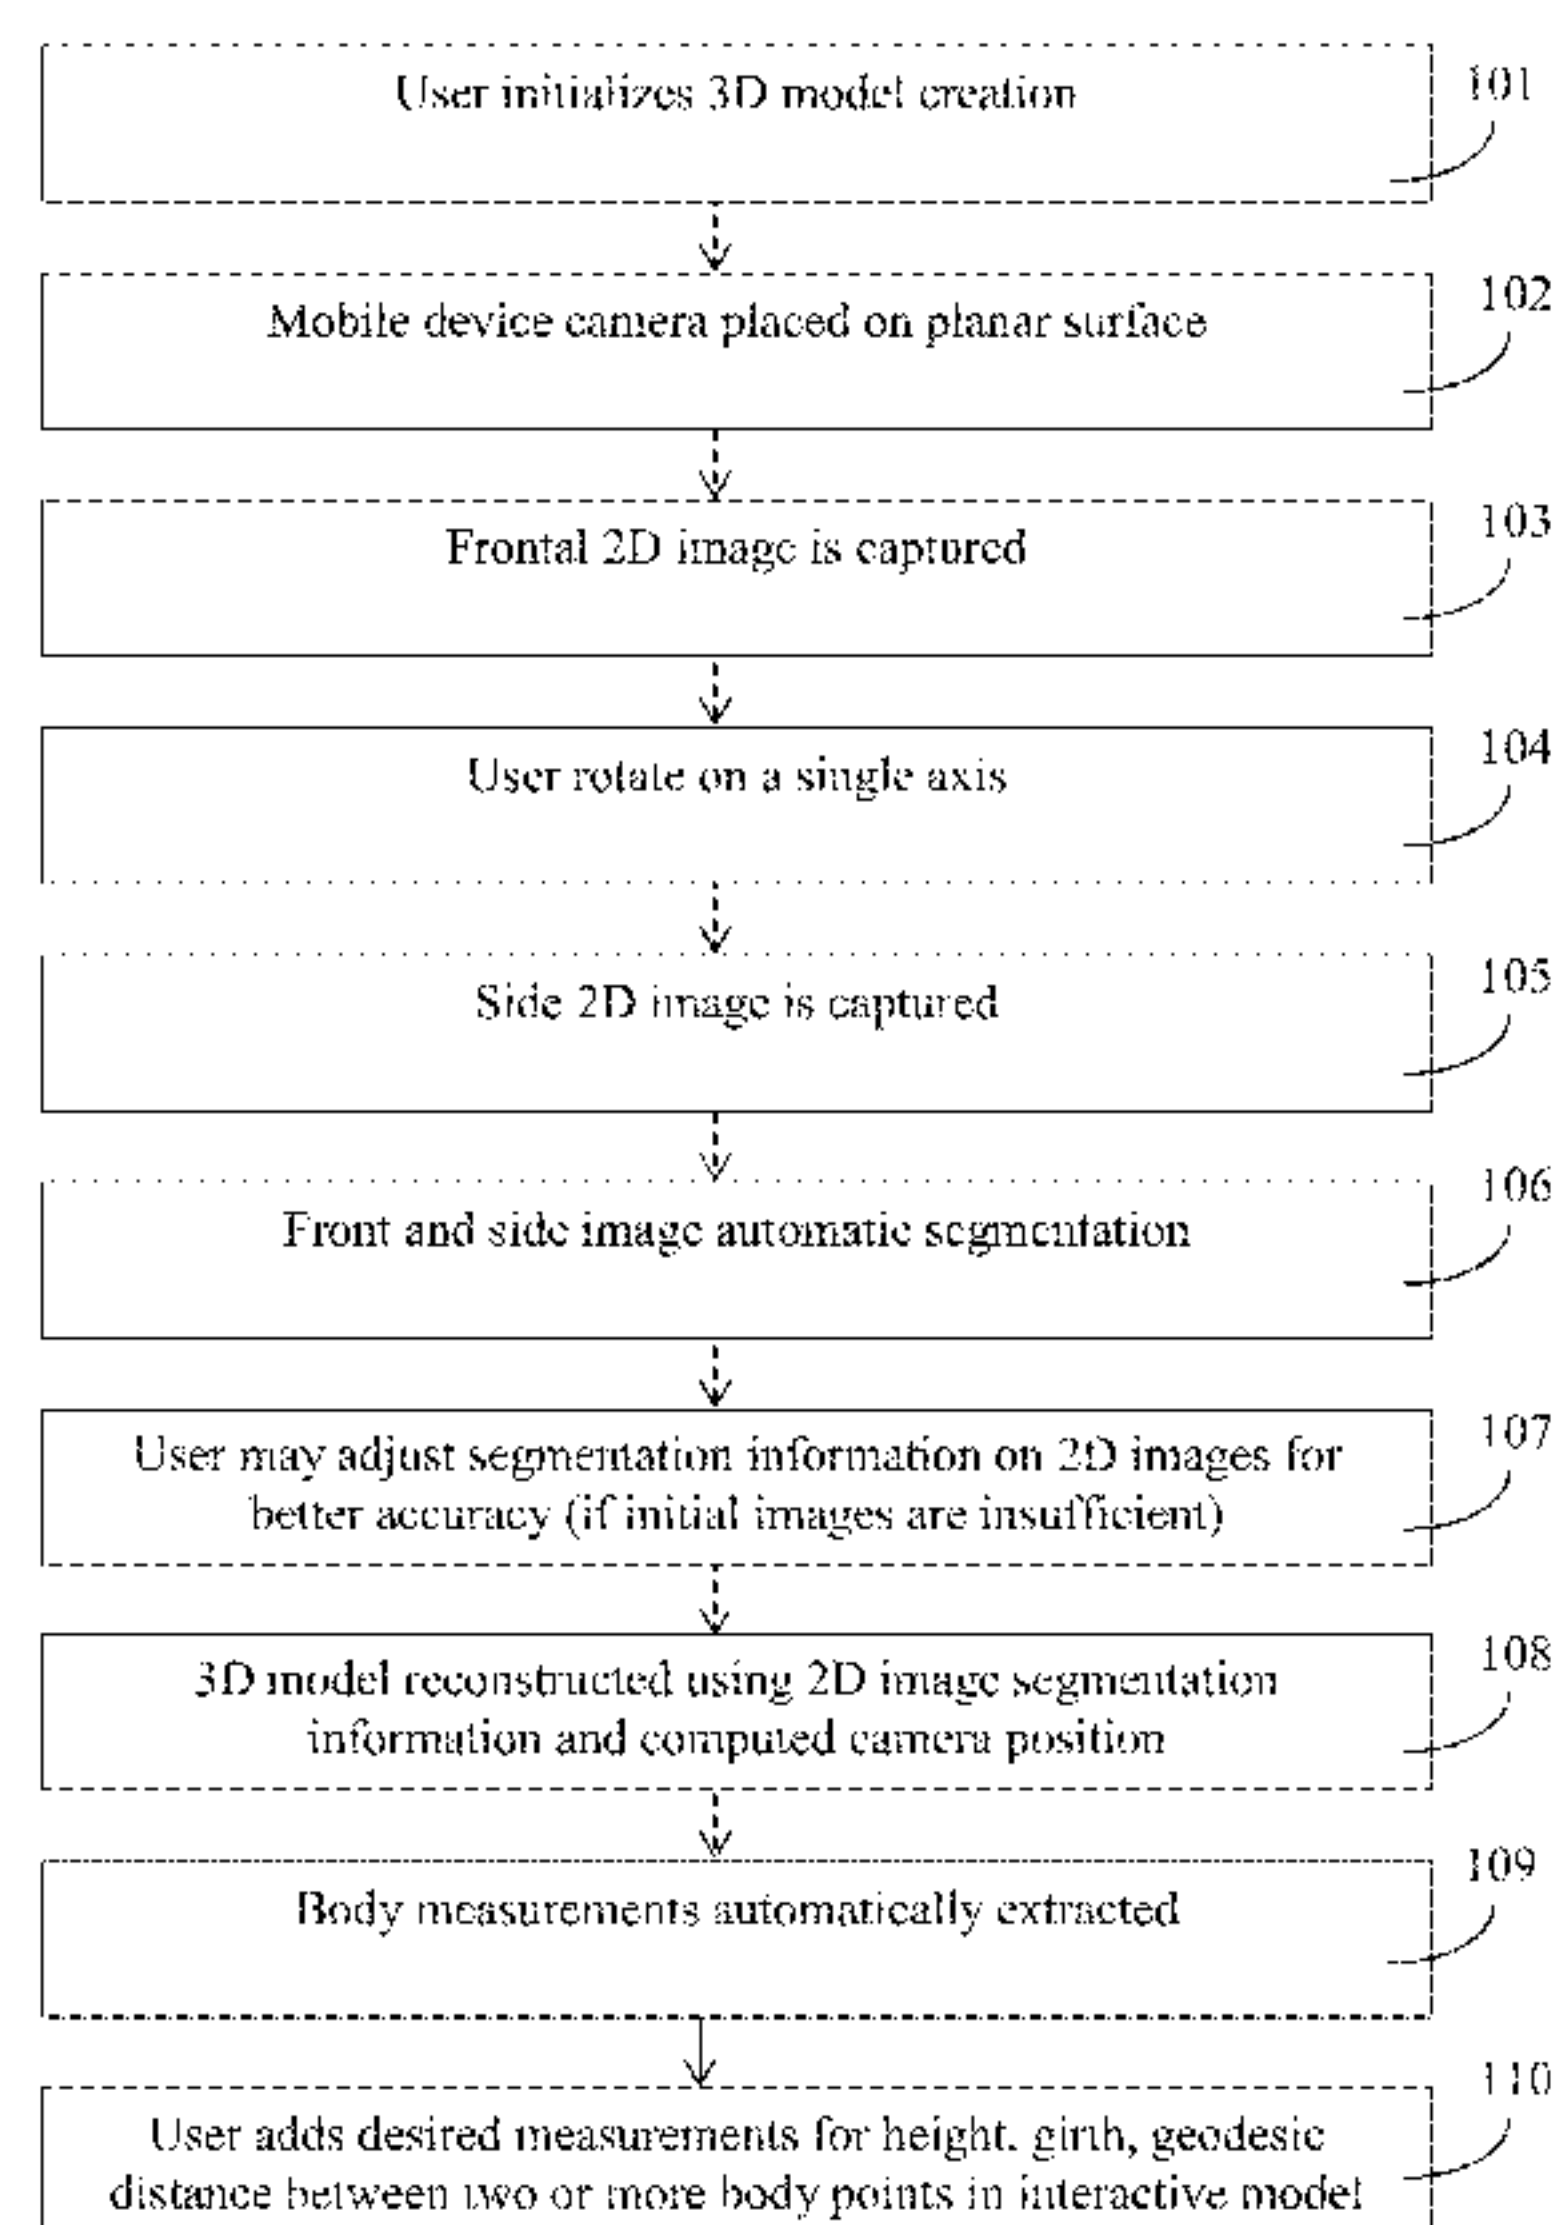 User initializes 3D model creation
101
Mobile device camera placed on planar surface
102
Frontal 2D image is captured
103
User rotate on a single axis
104
Side 2D image is captured
105
Front and side image automatic segmentation
106
User may adjust segmentation information on 2D images for
better accuracy (if initial images are insufficient)
107
3D model reconstructed using 2D image segmentation
information and computed camera position
108
Body measurements automatically extracted
109
User adds desired measurements for height, girth, geodesic
distance between two or more body points in interactive model
110